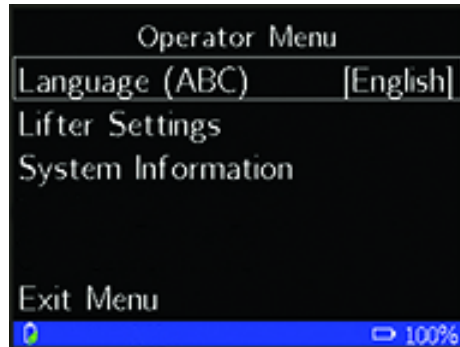 Operator Menu
Language (ABC) [English]
Lifter Settings
System Information
Exit Menu
100%